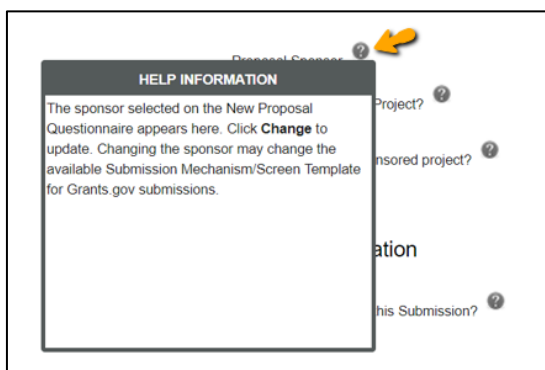 Proposal Sponsor
HELP INFORMATION
The sponsor selected on the New Proposal
Questionnaire appears here. Click Change to
update. Changing the sponsor may change the
available Submission Mechanism/Screen Template
for Grants.gov submissions.
Project?
nsored project?
ation
his Submission?